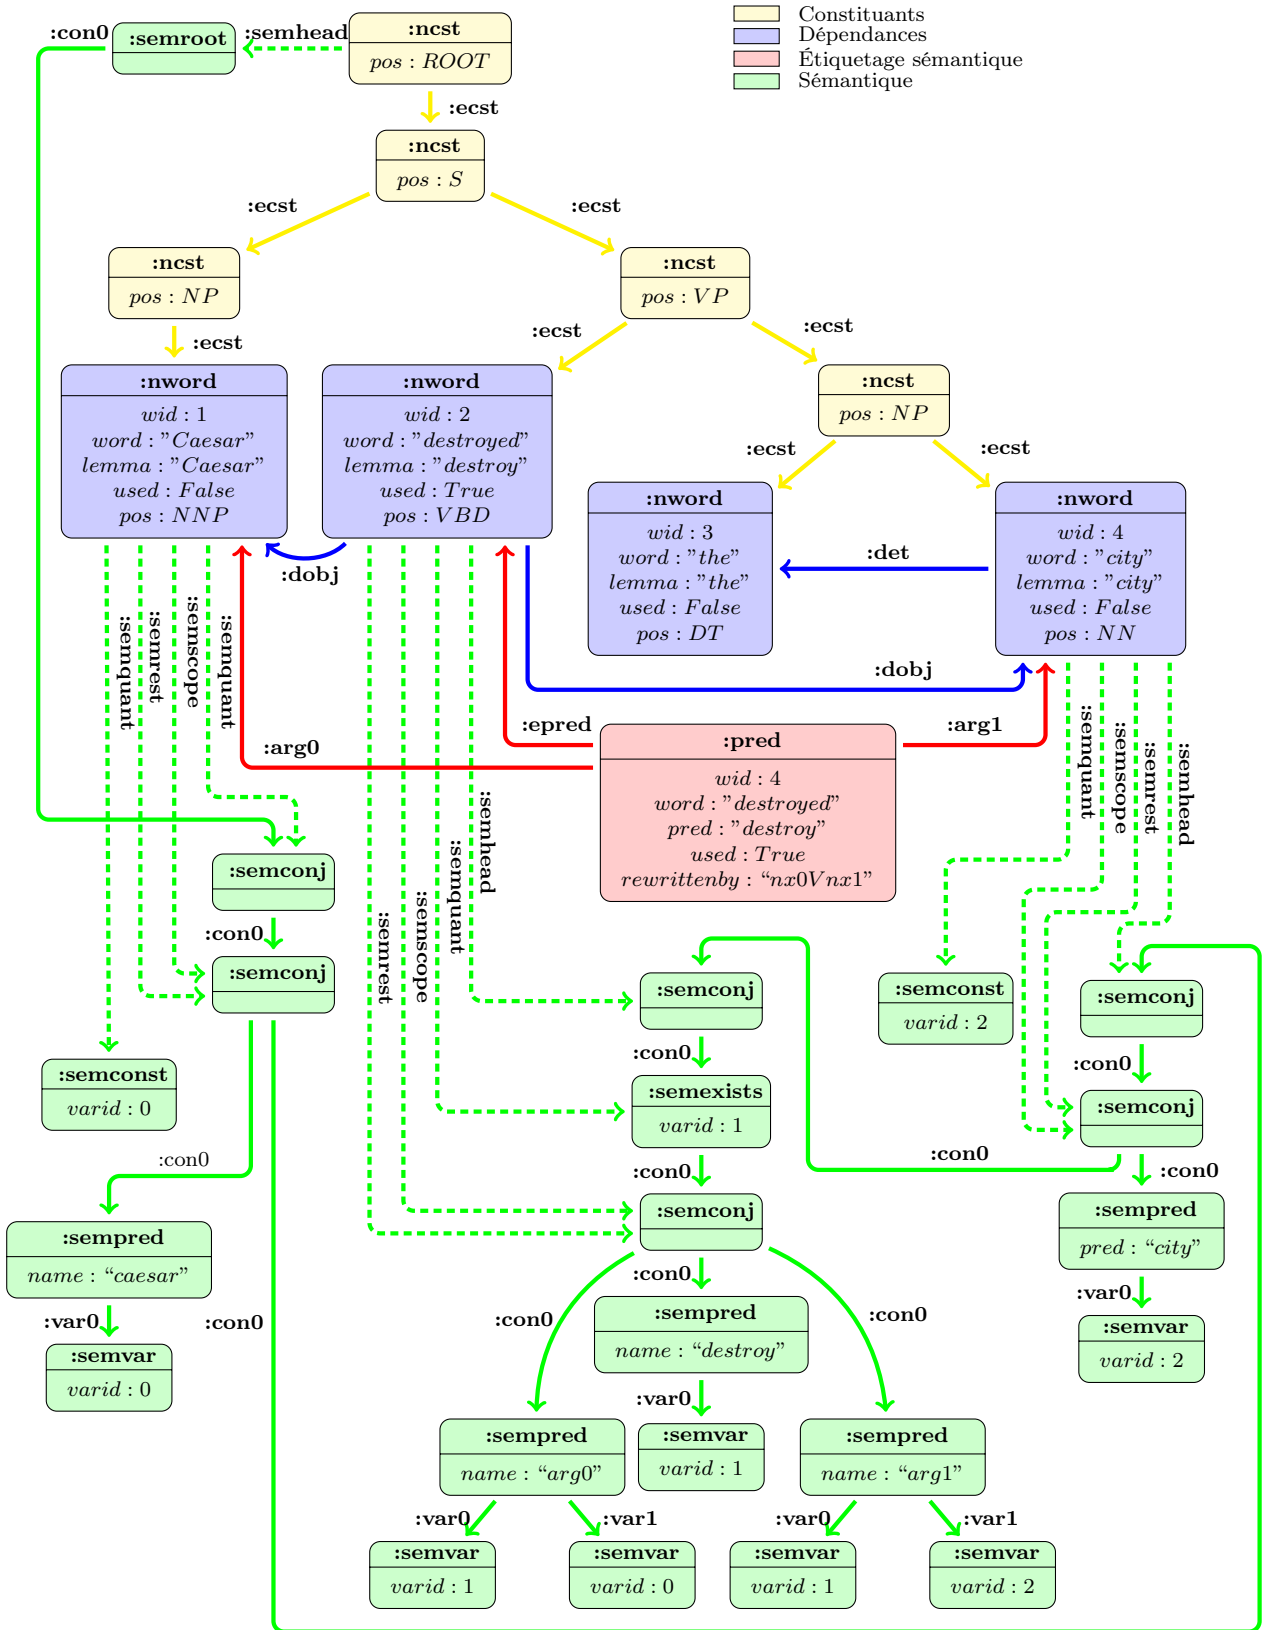 :con0
:semroot
:semhead
:ncst
pos : ROOT
Constituants
Dépendances
Étiquetage sémantique
Sémantique
:ecst
:ncst
pos : S
:ecst
:ecst
:ncst
pos : NP
:ncst
pos : VP
:ecst
:ecst
:ecst
:nword
wid : 1
word : ”Caesar”
lemma : ”Caesar”
used : False
pos : NNP
:nword
wid : 2
word : ”destroyed”
lemma : ”destroy”
used : True
pos : VBD
:ncst
pos : NP
:ecst
:ecst
:nword
wid : 3
word : ”the”
lemma : ”the”
used : False
pos : DT
:det
:nword
wid : 4
word : ”city”
lemma : ”city”
used : False
pos : NN
:dobj
:dobj
:semquant
:semrest
:semscope
:semquant
:epred
:arg0
:arg1
:pred
wid : 4
word : ”destroyed”
pred : ”destroy”
used : True
rewrittenby : “nx0Vnx1”
:semrest
:semscope
:semquant
:semhead
:semquant
:semscope
:semrest
:semhead
:semconj
:con0
:semconj
:semconst
varid : 0
:con0
:sempred
name : “caesar”
:var0
:con0
:semvar
varid : 0
:semconj
:con0
:semexists
varid : 1
:con0
:semconj
:con0
:con0
:con0
:sempred
name : “destroy”
:var0
:semvar
varid : 1
:sempred
name : “arg0”
:var0
:var1
:semvar
varid : 1
:semvar
varid : 0
:sempred
name : “arg1”
:var0
:var1
:semvar
varid : 1
:semvar
varid : 2
:semconst
varid : 2
:semconj
:con0
:semconj
:con0
:con0
:sempred
pred : “city”
:var0
:semvar
varid : 2